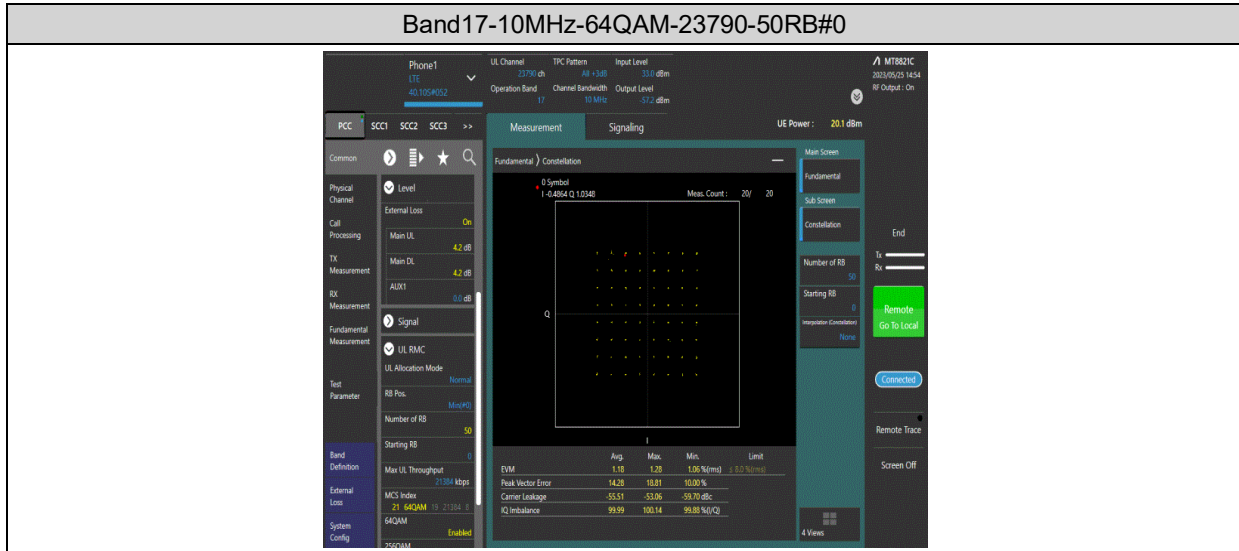 Band17-10MHz-64QAM-23790-50RB#0
Phone1
LTE
40.105#052
UL Channel TPC Pattern Input Level
23790 ch All +3dB 33.0 dBm
Operation Band Channel Bandwidth Output Level
17 10 MHz -57.2 dBm
MT8821C
2023/05/25 14:54
RF Output : On
PCC SCC1 SCC2 SCC3 >>
Measurement Signaling
UE Power : 20.1 dBm
Common
Physical Channel
Call Processing
TX Measurement
RX Measurement
Fundamental Measurement
Test Parameter
Band Definition
External Loss
System Config
Level
External Loss
On
Main UL
4.2 dB
Main DL
4.2 dB
AUX1
0.0 dB
Signal
UL RMC
UL Allocation Mode
Normal
RB Pos.
Min(#0)
Number of RB
50
Starting RB
0
Max UL Throughput
21384 kbps
MCS Index
21 64QAM 19 21384 8
64QAM
Enabled
256QAM
Fundamental Constellation
0 Symbol
I -0.4864 Q 1.0348
Meas. Count : 20/ 20
Q
I
Avg. Max. Min. Limit
EVM 1.18 1.28 1.06 %(rms) ≤ 8.0 %(rms)
Peak Vector Error 14.28 18.81 10.00 %
Carrier Leakage -55.51 -53.06 -59.70 dBc
IQ Imbalance 99.99 100.14 99.88 %(I/Q)
Main Screen
Fundamental
Sub Screen
Constellation
Number of RB
50
Starting RB
0
Interpolation (Constellation)
None
4 Views
End
Tx
Rx
Remote
Go To Local
Connected
Remote Trace
Screen Off